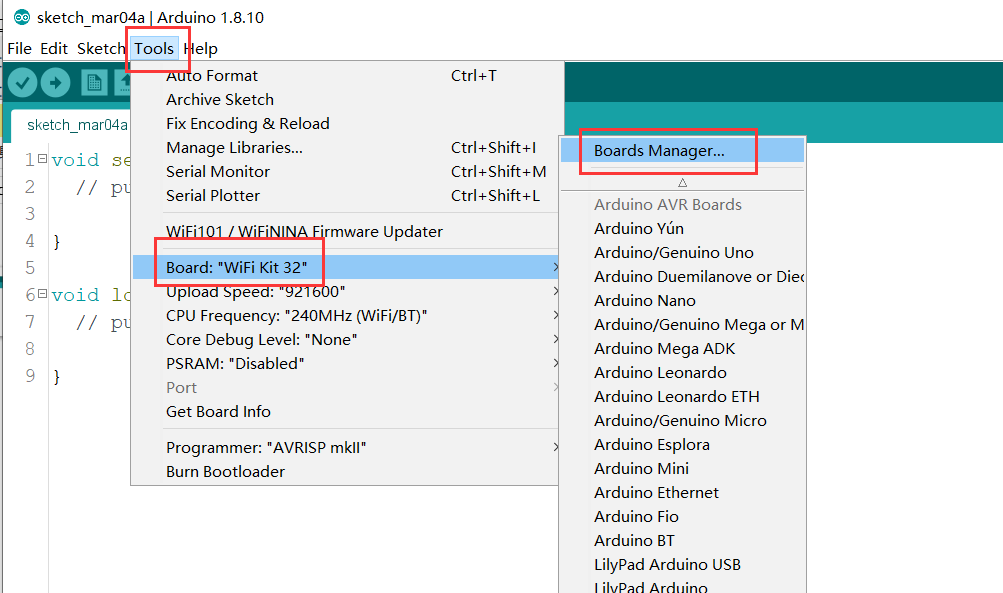 sketch_mar04a | Arduino 1.8.10
File Edit Sketch Tools Help
sketch_mar04a
1 void se
2 // pu
3
4 }
5
6 void lo
7 // pu
8
9 }
Auto Format Ctrl+T
Archive Sketch
Fix Encoding & Reload
Manage Libraries... Ctrl+Shift+I
Serial Monitor Ctrl+Shift+M
Serial Plotter Ctrl+Shift+L
WiFi101 / WiFiNINA Firmware Updater
Board: "WiFi Kit 32"
Upload Speed: "921600"
CPU Frequency: "240MHz (WiFi/BT)"
Core Debug Level: "None"
PSRAM: "Disabled"
Port
Get Board Info
Programmer: "AVRISP mkII"
Burn Bootloader
Boards Manager...
Arduino AVR Boards
Arduino Yún
Arduino/Genuino Uno
Arduino Duemilanove or Diec
Arduino Nano
Arduino/Genuino Mega or M
Arduino Mega ADK
Arduino Leonardo
Arduino Leonardo ETH
Arduino/Genuino Micro
Arduino Esplora
Arduino Mini
Arduino Ethernet
Arduino Fio
Arduino BT
LilyPad Arduino USB
LilyPad Arduino